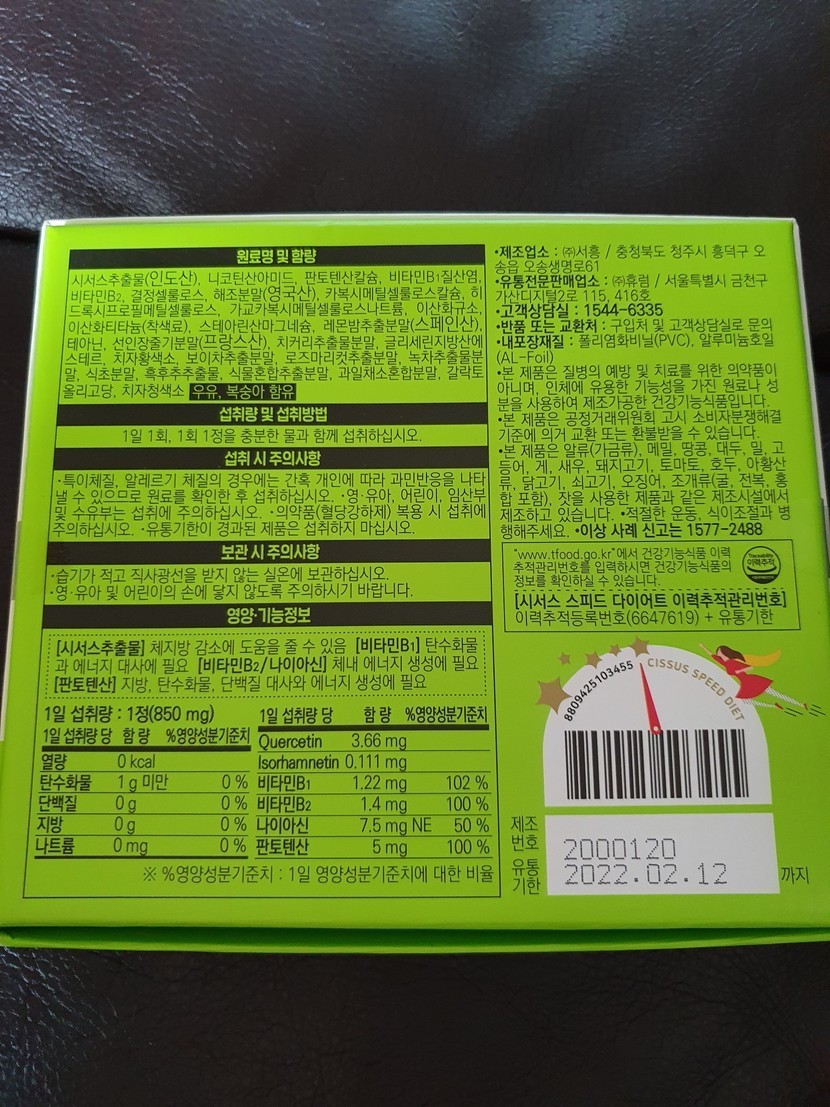 원료명 및 함량
시서스추출물(인도산), 니코틴산아미드, 판토텐산칼슘, 비타민B1질산염,
비타민B2, 결정셀룰로스, 해조분말(영국산), 카복시메틸셀룰로스칼슘, 히
드록시프로필메틸셀룰로스, 가교카복시메틸셀룰로스나트륨, 이산화규소,
이산화티타늄(착색료), 스테아린산마그네슘, 레몬밤추출분말(스페인산),
테아닌, 선인장줄기분말(프랑스산), 치커리추출물분말, 글리세린지방산에
스테르, 치자황색소, 보이차추출분말, 로즈마리컷추출분말, 녹차추출물분
말, 식초분말, 흑후추추출물, 식물혼합추출분말, 과일채소혼합분말, 갈락토
올리고당, 치자청색소 우유, 복숭아 함유
섭취량 및 섭취방법
1일 1회, 1회 1정을 충분한 물과 함께 섭취하십시오.
섭취 시 주의사항
·특이체질, 알레르기 체질의 경우에는 간혹 개인에 따라 과민반응을 나타
낼 수 있으므로 원료를 확인한 후 섭취하십시오. ·영·유아, 어린이, 임산부
및 수유부는 섭취에 주의하십시오. ·의약품(혈당강하제) 복용 시 섭취에
주의하십시오. ·유통기한이 경과된 제품은 섭취하지 마십시오.
보관 시 주의사항
·습기가 적고 직사광선을 받지 않는 실온에 보관하십시오.
·영·유아 및 어린이의 손에 닿지 않도록 주의하시기 바랍니다.
영양·기능정보
[시서스추출물] 체지방 감소에 도움을 줄 수 있음 [비타민B1] 탄수화물
과 에너지 대사에 필요 [비타민B2/나이아신] 체내 에너지 생성에 필요
[판토텐산] 지방, 탄수화물, 단백질 대사와 에너지 생성에 필요
1일 섭취량 : 1정(850 mg)
1일 섭취량 당 함 량 %영양성분기준치
열량 0 kcal
탄수화물 1 g 미만 0 %
단백질 0 g 0 %
지방 0 g 0 %
나트륨 0 mg 0 %
1일 섭취량 당 함 량 %영양성분기준치
Quercetin 3.66 mg
Isorhamnetin 0.111 mg
비타민B1 1.22 mg 102 %
비타민B2 1.4 mg 100 %
나이아신 7.5 mg NE 50 %
판토텐산 5 mg 100 %
※ %영양성분기준치 : 1일 영양성분기준치에 대한 비율
•제조업소 : ㈜서흥 / 충청북도 청주시 흥덕구 오
송읍 오송생명로61
•유통전문판매업소 : ㈜휴럼 / 서울특별시 금천구
가산디지털2로 115, 416호
•고객상담실 : 1544-6335
•반품 또는 교환처 : 구입처 및 고객상담실로 문의
•내포장재질 : 폴리염화비닐(PVC), 알루미늄호일
(AL-Foil)
•본 제품은 질병의 예방 및 치료를 위한 의약품이
아니며, 인체에 유용한 기능성을 가진 원료나 성
분을 사용하여 제조가공한 건강기능식품입니다.
•본 제품은 공정거래위원회 고시 소비자분쟁해결
기준에 의거 교환 또는 환불받을 수 있습니다.
•본 제품은 알류(가금류), 메밀, 땅콩, 대두, 밀, 고
등어, 게, 새우, 돼지고기, 토마토, 호두, 아황산
류, 닭고기, 쇠고기, 오징어, 조개류(굴, 전복, 홍
합 포함), 잣을 사용한 제품과 같은 제조시설에서
제조하고 있습니다. •적절한 운동, 식이조절과 병
행해주세요. •이상 사례 신고는 1577-2488
"www.tfood.go.kr"에서 건강기능식품 이력
추적관리번호를 입력하시면 건강기능식품의
정보를 확인하실 수 있습니다.
Traceability
이력추적
[시서스 스피드 다이어트 이력추적관리번호]
이력추적등록번호(6647619) + 유통기한
8809425103455
CISSUS SPEED DIET
제조
번호
2000120
유통
기한
2022.02.12
까지